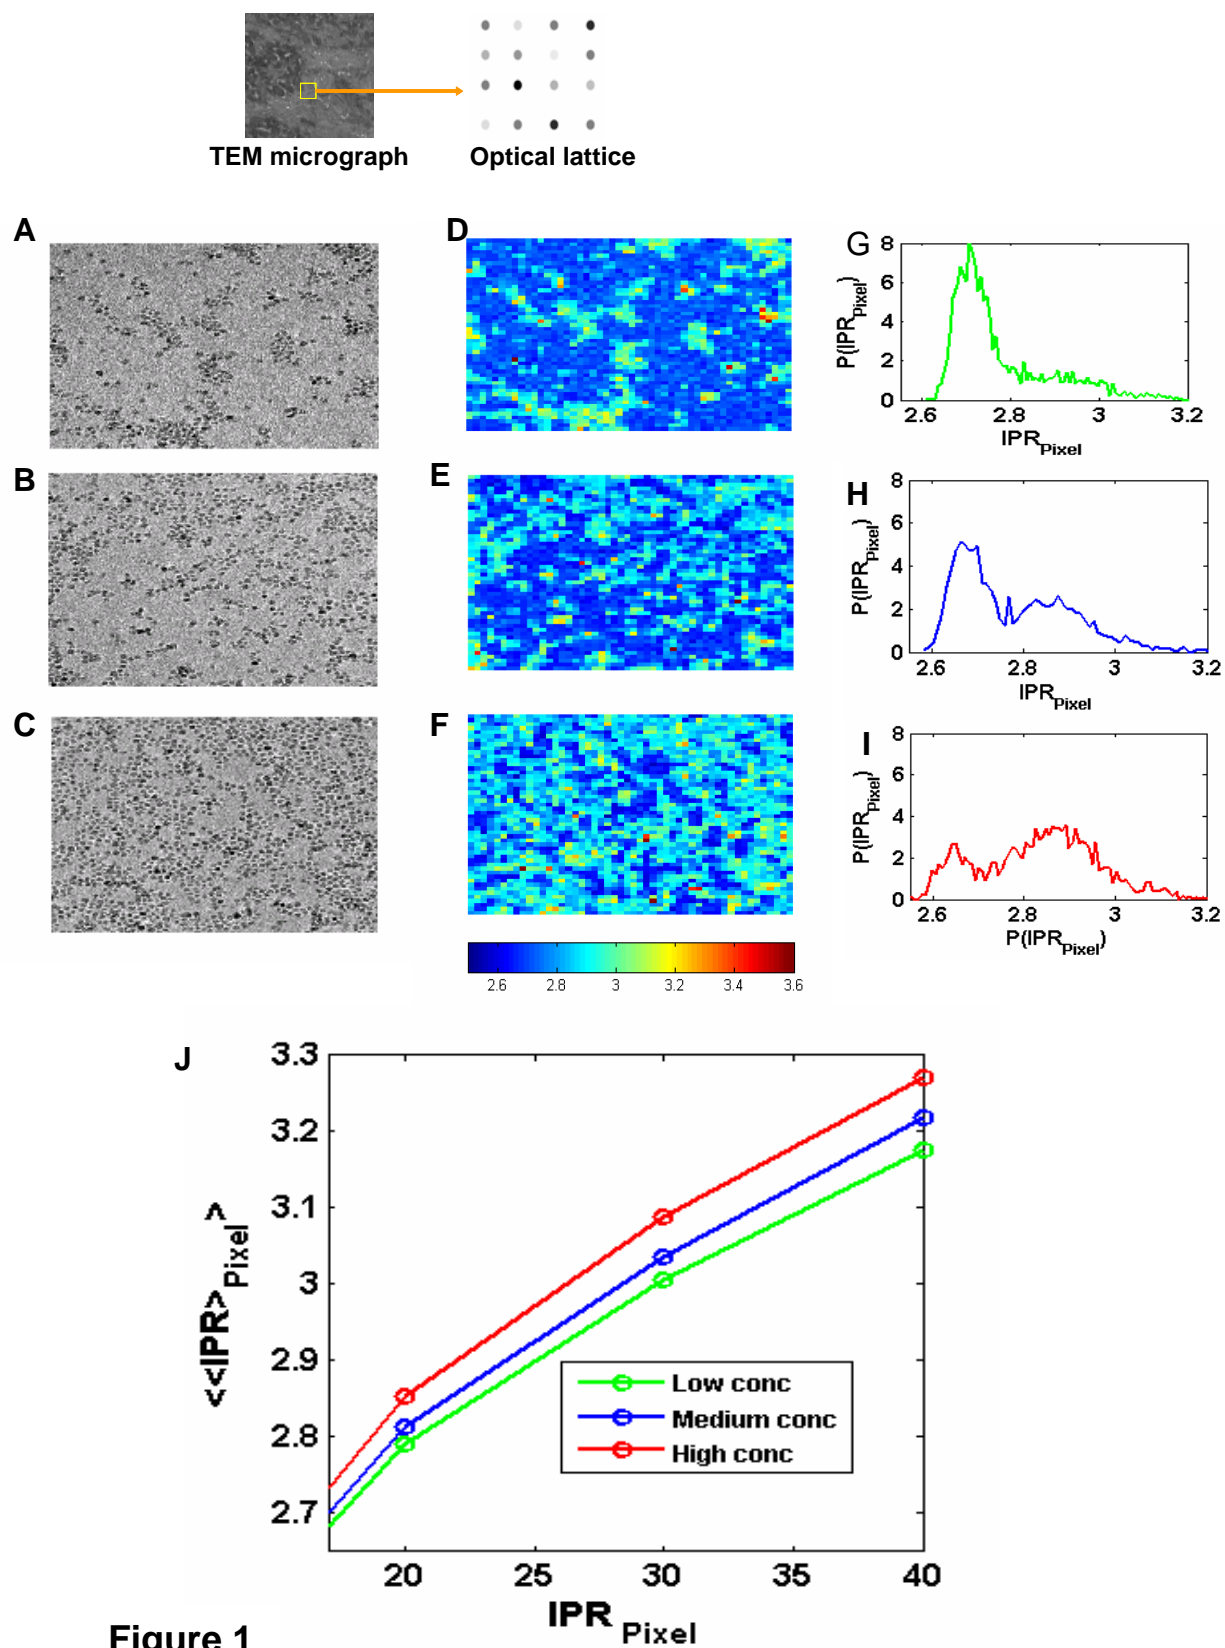 TEM micrograph
Optical lattice
A
D
G
8
6
4
2
0
P(IPR_Pixel)
2.6 2.8 3 3.2
IPR_Pixel
B
E
H
8
6
4
2
0
P(IPR_Pixel)
2.6 2.8 3 3.2
IPR_Pixel
C
F
I
8
6
4
2
0
P(IPR_Pixel)
2.6 2.8 3 3.2
P(IPR_Pixel)
2.6 2.8 3 3.2 3.4 3.6
J
3.3
3.2
3.1
3
2.9
2.8
2.7
<<IPR>_Pixel>
Low conc
Medium conc
High conc
20 25 30 35 40
IPR_Pixel
Figure 1